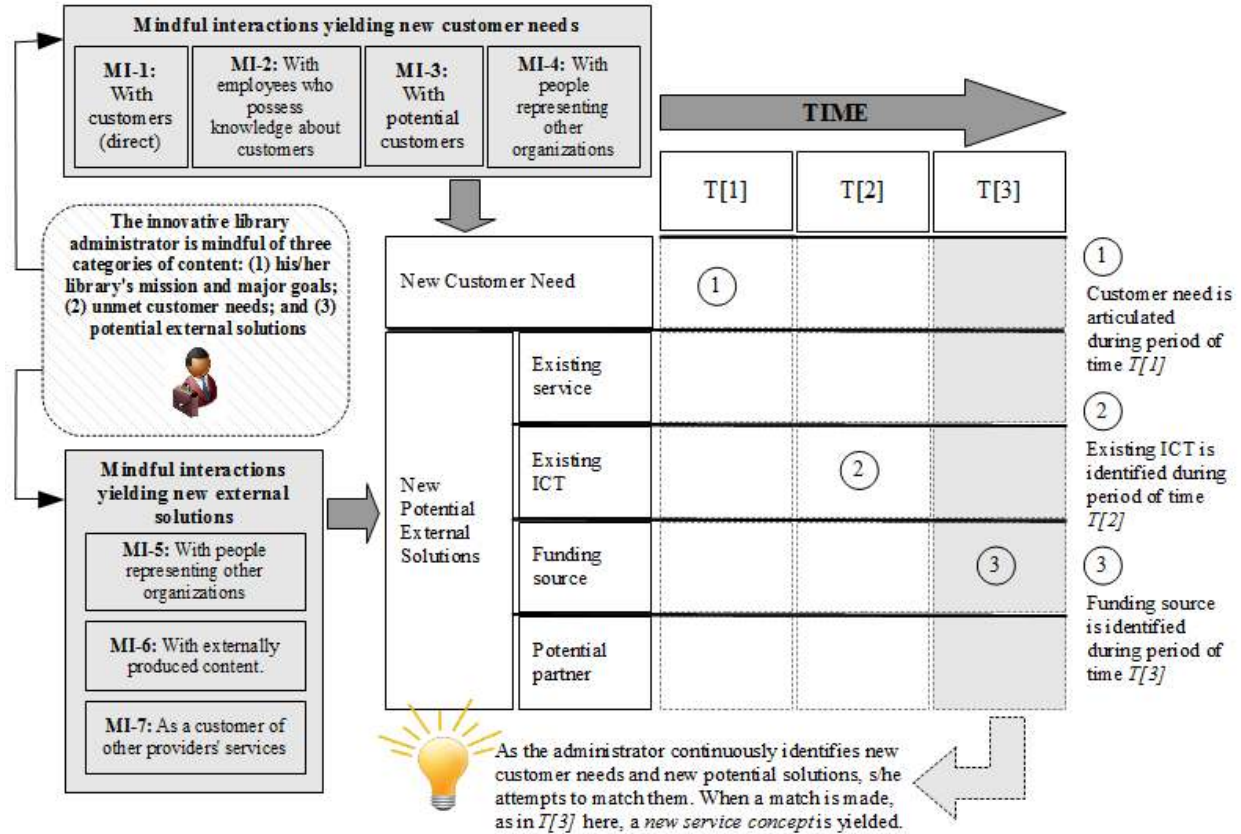 Mindful interactions yielding new customer needs
MI-1:
With
customers
(direct)
MI-2: With
employees who
possess
knowledge about
customers
MI-3:
With
potential
customers
MI-4: With
people
representing
other
organizations
TIME
T[1]
T[2]
T[3]
The innovative library
administrator is mindful of three
categories of content: (1) his/her
library's mission and major goals;
(2) unmet customer needs; and (3)
potential external solutions
New Customer Need
1
1
Customer need is
articulated
during period of
time T[1]
New
Potential
External
Solutions
Existing
service
Existing
ICT
2
2
Existing ICT is
identified during
period of time
T[2]
Funding
source
3
3
Funding source
is identified
during period of
time T[3]
Potential
partner
Mindful interactions
yielding new external
solutions
MI-5: With people
representing other
organizations
MI-6: With externally
produced content.
MI-7: As a customer of
other providers' services
As the administrator continuously identifies new
customer needs and new potential solutions, s/he
attempts to match them. When a match is made,
as in T[3] here, a new service concept is yielded.